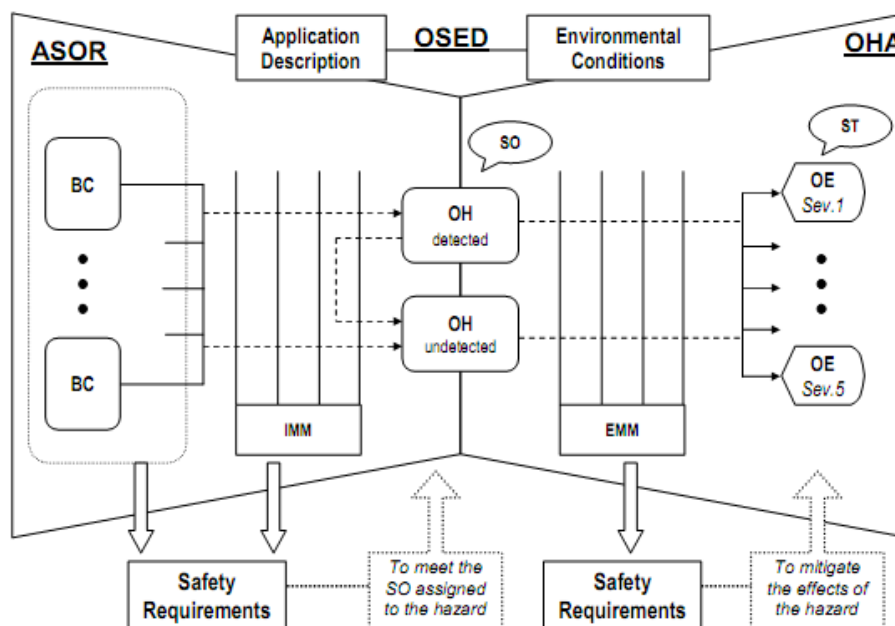 ASOR
Application
Description
OSED
Environmental
Conditions
OHA
SO
ST
BC
OH
detected
OE
Sev.1
OH
undetected
BC
OE
Sev.5
IMM
EMM
Safety
Requirements
To meet the
SO assigned
to the hazard
Safety
Requirements
To mitigate
the effects of
the hazard